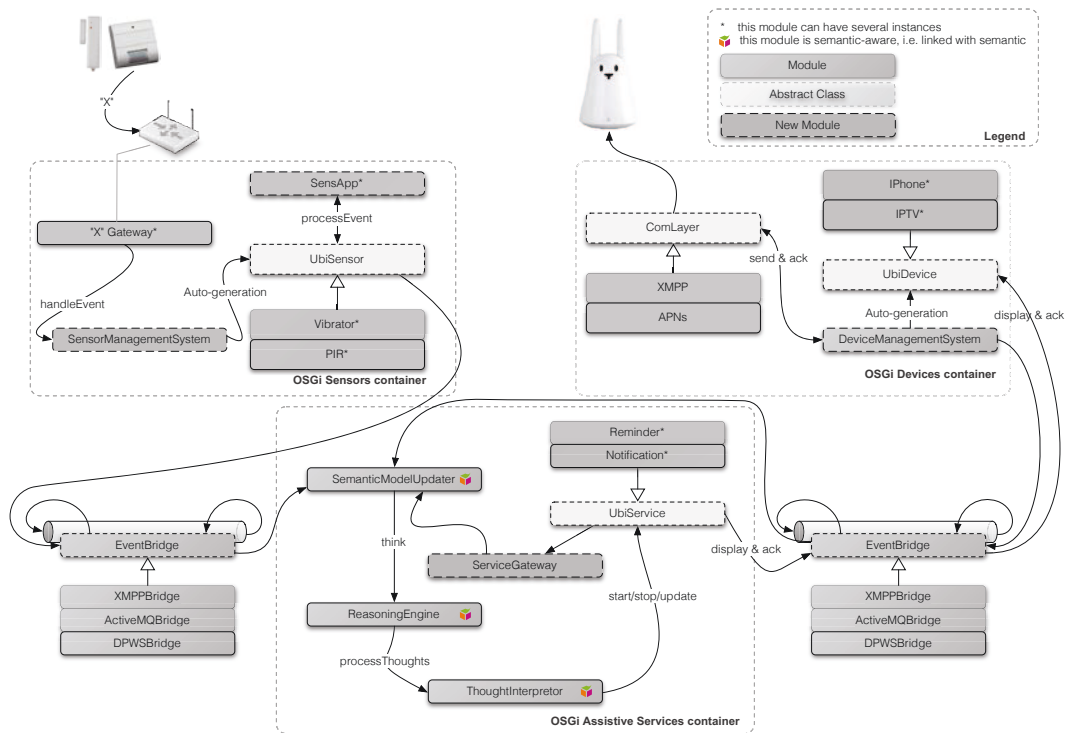 * this module can have several instances
this module is semantic-aware, i.e. linked with semantic
Module
Abstract Class
New Module
Legend
"X"
SensApp*
processEvent
"X" Gateway*
UbiSensor
Auto-generation
handleEvent
Vibrator*
SensorManagementSystem
PIR*
OSGi Sensors container
IPhone*
IPTV*
ComLayer
send & ack
UbiDevice
XMPP
APNs
Auto-generation
display & ack
DeviceManagementSystem
OSGi Devices container
Reminder*
Notification*
SemanticModelUpdater
UbiService
think
ServiceGateway
display & ack
start/stop/update
ReasoningEngine
processThoughts
ThoughtInterpretor
OSGi Assistive Services container
EventBridge
XMPPBridge
ActiveMQBridge
DPWSBridge
EventBridge
XMPPBridge
ActiveMQBridge
DPWSBridge